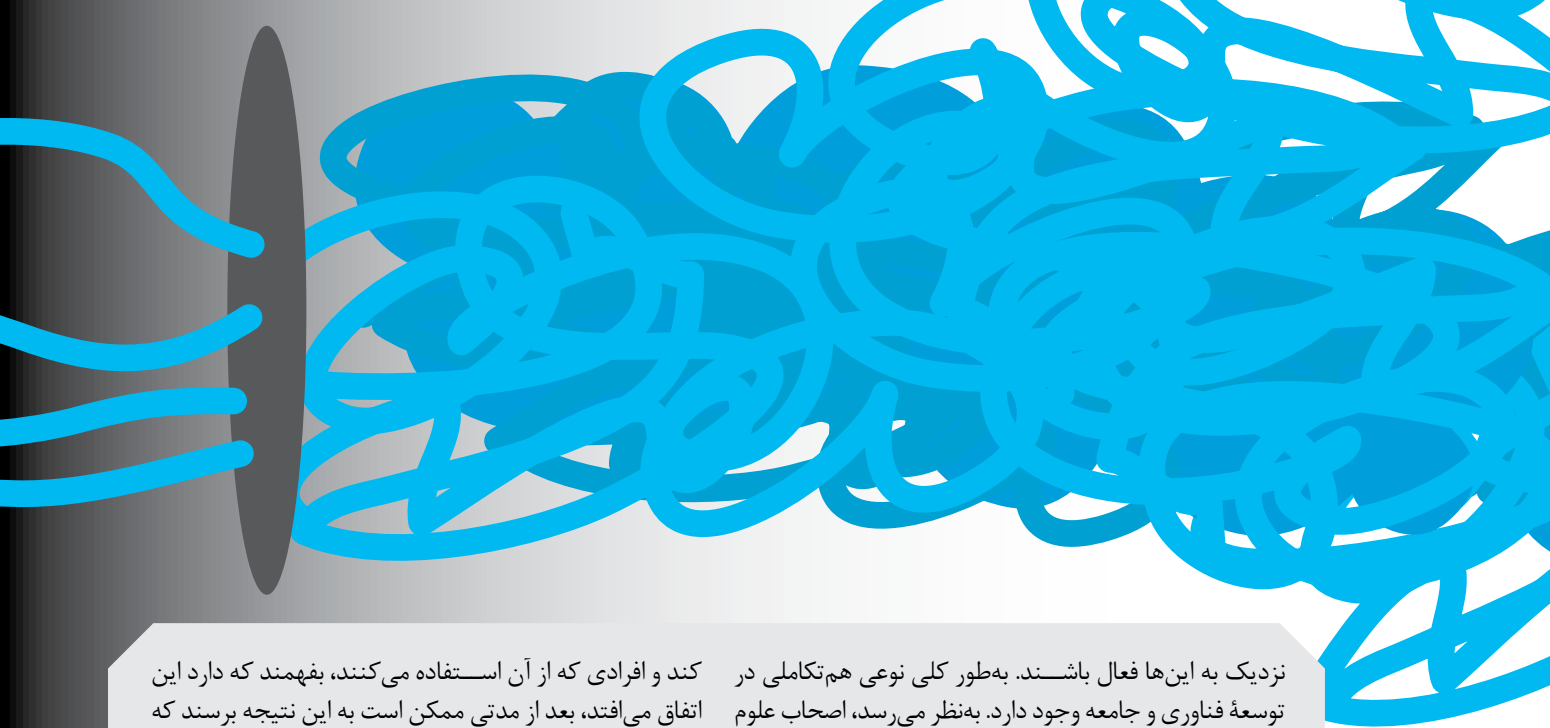 نزدیک به این‌ها فعال باشــند. به‌طور کلی نوعی هم‌تکاملی در
توسعهٔ فناوری و جامعه وجود دارد. به‌نظر می‌رسد، اصحاب علوم
کند و افرادی که از آن اســتفاده می‌کنند، بفهمند که دارد این
اتفاق می‌افتد، بعد از مدتی ممکن است به این نتیجه برسند که